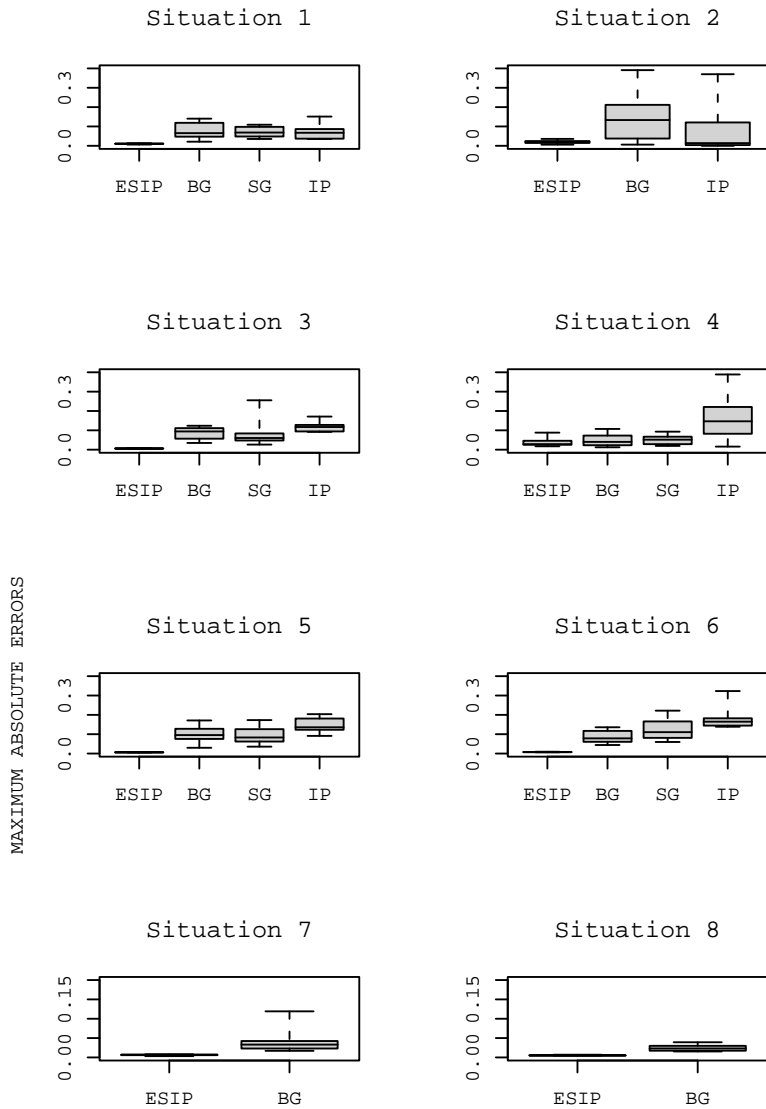 Situation 1
0.3
0.0
ESIP BG SG IP
Situation 2
0.3
0.0
ESIP BG IP
Situation 3
0.3
0.0
ESIP BG SG IP
Situation 4
0.3
0.0
ESIP BG SG IP
MAXIMUM ABSOLUTE ERRORS
Situation 5
0.3
0.0
ESIP BG SG IP
Situation 6
0.3
0.0
ESIP BG SG IP
Situation 7
0.15
0.00
ESIP BG
Situation 8
0.15
0.00
ESIP BG